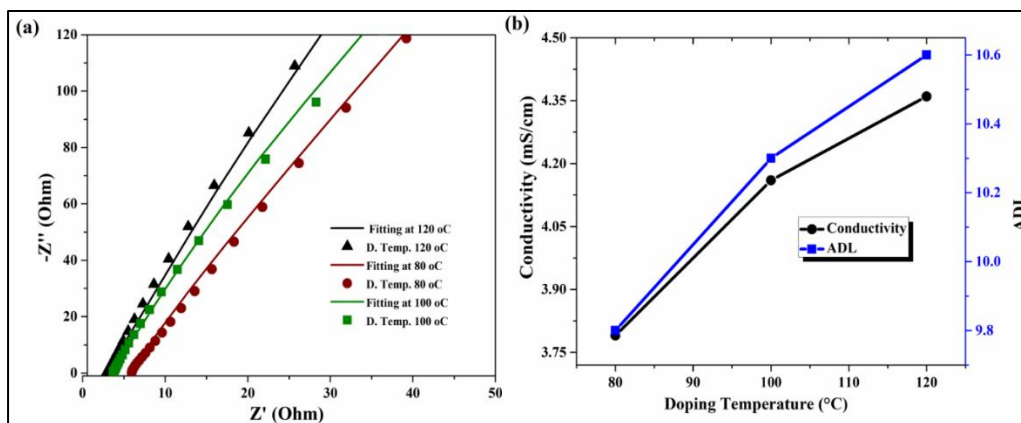 (a)
120
100
80
60
40
20
0
-Z'' (Ohm)
Fitting at 120 oC
D. Temp. 120 oC
Fitting at 80 oC
D. Temp. 80 oC
Fitting at 100 oC
D. Temp. 100 oC
0 10 20 30 40 50
Z' (Ohm)
(b)
4.50
4.35
4.20
4.05
3.90
3.75
Conductivity (mS/cm)
Conductivity
ADL
10.6
10.4
10.2
10.0
9.8
ADL
80 90 100 110 120
Doping Temperature (°C)